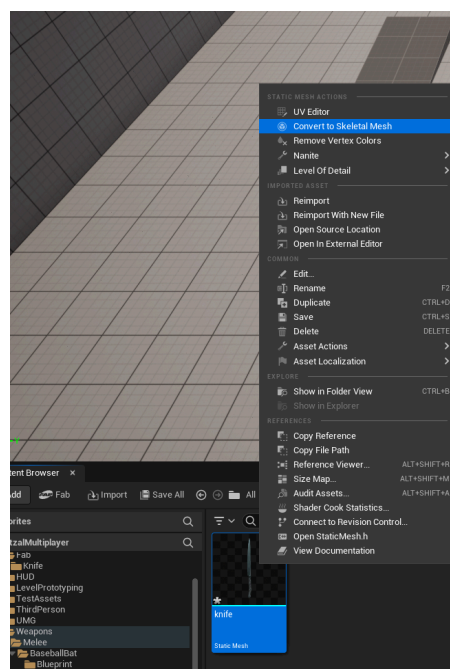 STATIC MESH ACTIONS
UV Editor
Convert to Skeletal Mesh
Remove Vertex Colors
Nanite
Level Of Detail
IMPORTED ASSET
Reimport
Reimport With New File
Open Source Location
Open In External Editor
COMMON
Edit...
Rename F2
Duplicate CTRL+D
Save CTRL+S
Delete DELETE
Asset Actions
Asset Localization
EXPLORE
Show in Folder View CTRL+B
Show in Explorer
REFERENCES
Copy Reference
Copy File Path
Reference Viewer... ALT+SHIFT+R
Size Map... ALT+SHIFT+M
Audit Assets... ALT+SHIFT+A
Shader Cook Statistics...
Connect to Revision Control...
Open StaticMesh.h
View Documentation
tent Browser ×
dd Fab Import Save All All
orites
tzalMultiplayer
Fab
Knife
HUD
LevelPrototyping
TestAssets
ThirdPerson
UMG
Weapons
Melee
BaseballBat
Blueprint
knife
Static Mesh